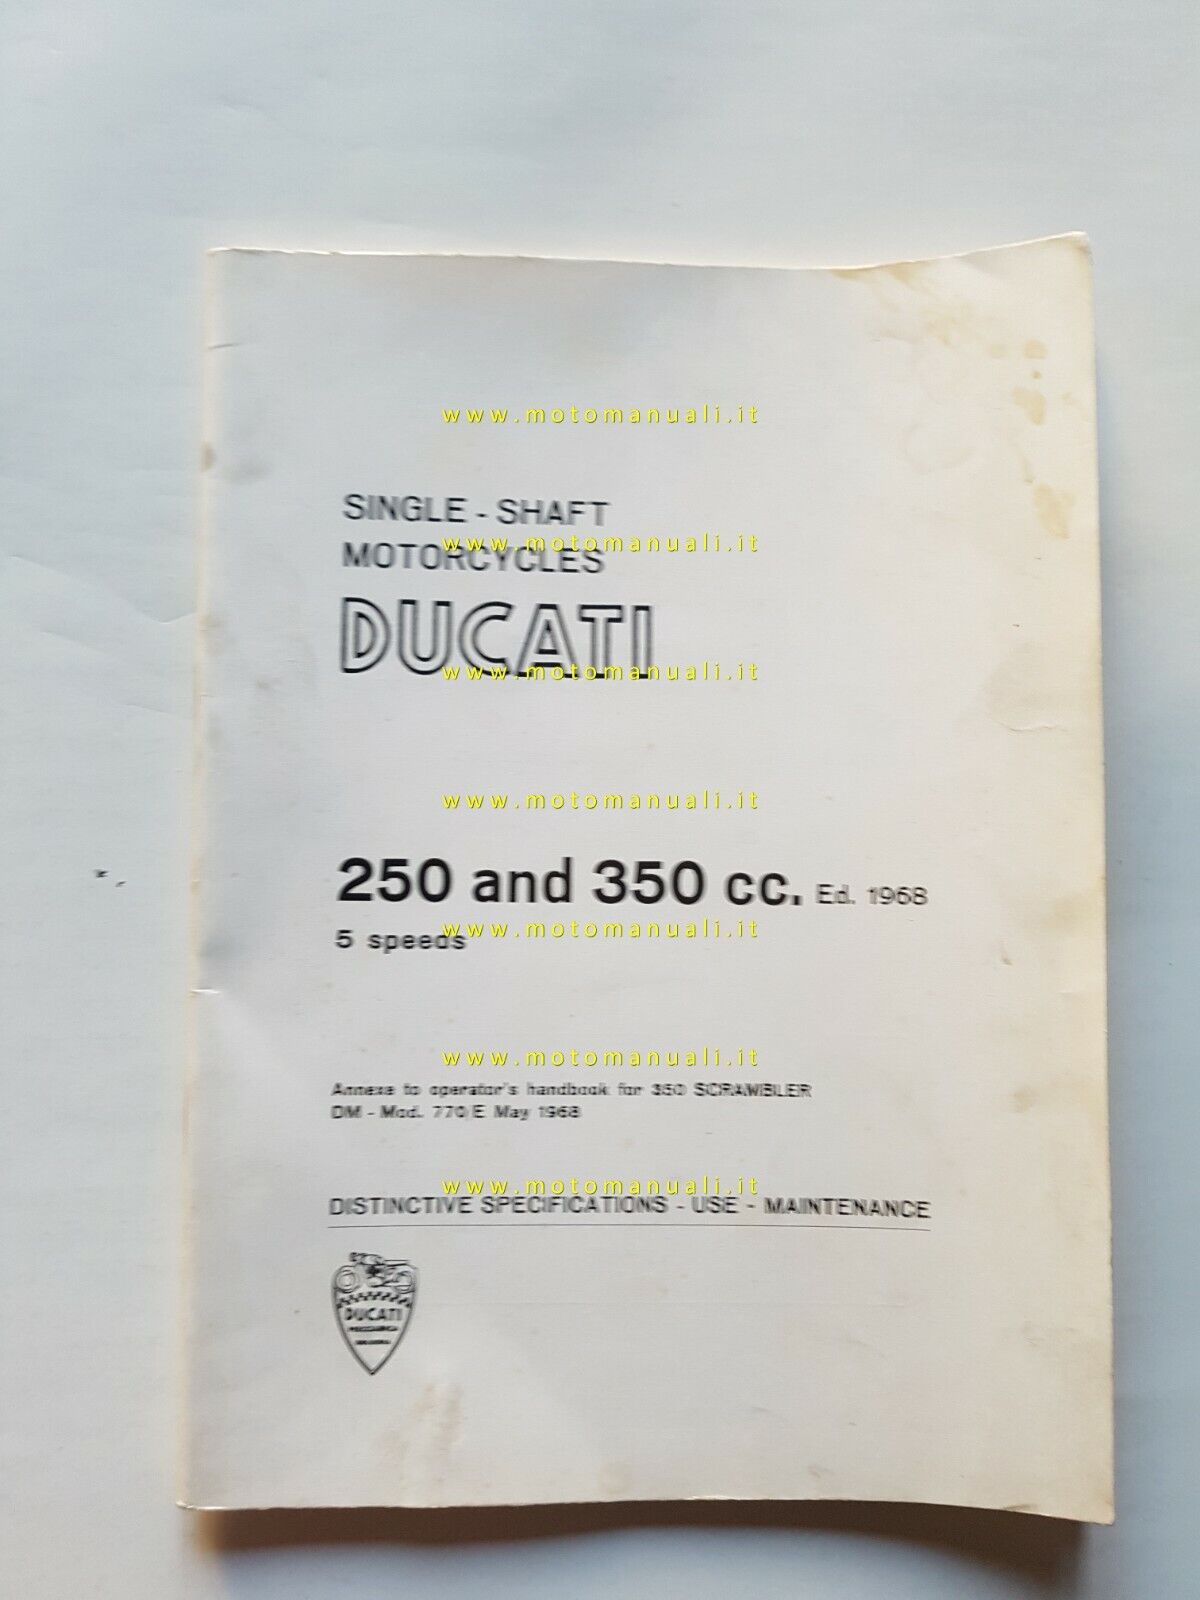 www.motomanuali.it
SINGLE - SHAFT
www.motomanuali.it
MOTORCYCLES
DUCATI
www.motomanuali.it
www.motomanuali.it
250 and 350 cc. Ed. 1968
www.motomanuali.it
5 speeds
www.motomanuali.it
Annexe to operator's handbook for 350 SCRAMBLER
DM - Mod. 770/E May 1968
www.motomanuali.it
DISTINCTIVE SPECIFICATIONS - USE - MAINTENANCE
DUCATI